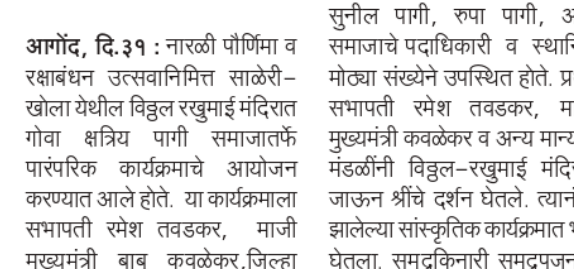 आगोंद, दि.३१ : नारळी पौर्णिमा व
रक्षाबंधन उत्सवानिमित्त साळेरी–
खोला येथील विठ्ठल रखुमाई मंदिरात
गोवा क्षत्रिय पागी समाजातर्फे
पारंपरिक कार्यक्रमाचे आयोजन
करण्यात आले होते. या कार्यक्रमाला
सभापती रमेश तवडकर, माजी
मुख्यमंत्री बाबू कवळेकर,जिल्हा
सुनील पागी, रुपा पागी,
समाजाचे पदाधिकारी व
मोठ्या संख्येने उपस्थित होते.
सभापती रमेश तवडकर,
मुख्यमंत्री कवळेकर व अन्य
मंडळींनी विठ्ठल–रखुमाई
जाऊन श्रींचे दर्शन घेतले.
झालेल्या सांस्कृतिक कार्यक्रमात
घेतला. समुद्रकिनारी